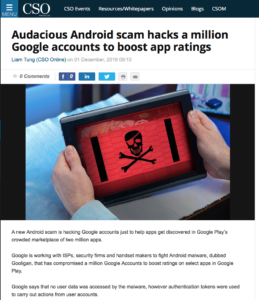 CSO
CSO Events
Resources/Whitepapers
Opinions
Blogs
CSOM
Audacious Android scam hacks a million
Google accounts to boost app ratings
Liam Tung (CSO Online) on 01 December, 2016 09:13
0 Comments
A new Android scam is hacking Google accounts just to help apps get discovered in Google Play's
crowded marketplace of two million apps.
Google is working with ISPs, security firms and handset makers to fight Android malware, dubbed
Gooligan, that has compromised a million Google Accounts to boost ratings on select apps in Google
Play.
Google says that no user data was accessed by the malware, however authentication tokens were used
to carry out actions from user accounts.